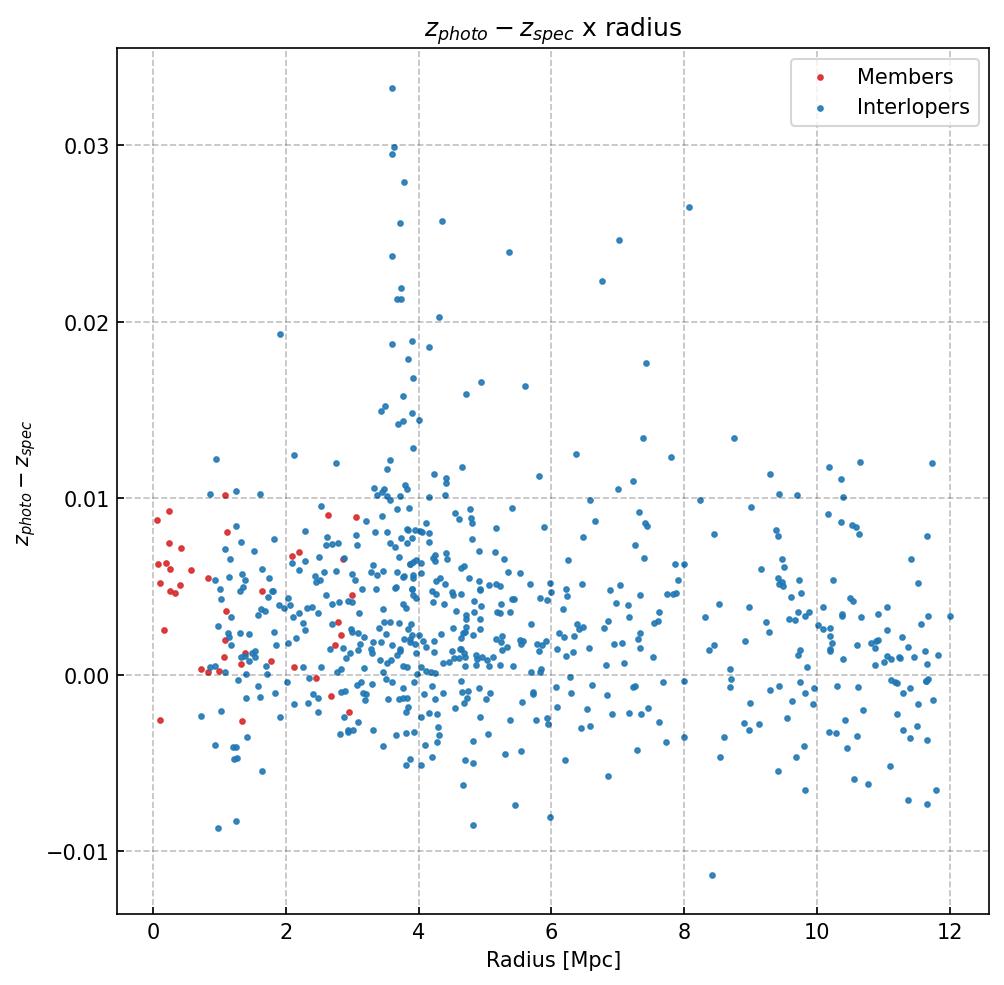 z_photo − z_spec x radius
Members
Interlopers
0.03
0.02
0.01
0.00
−0.01
z_photo − z_spec
0 2 4 6 8 10 12
Radius [Mpc]